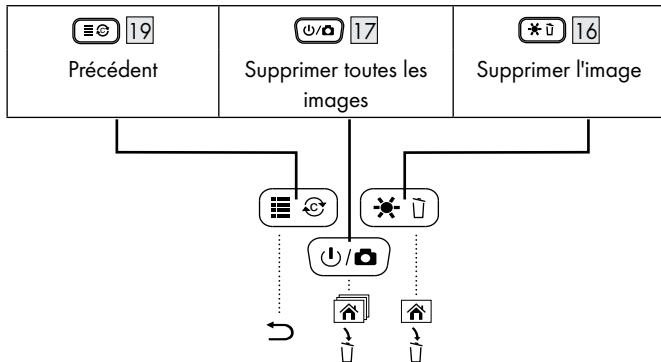 19
17
16
Précédent
Supprimer toutes les
images
Supprimer l'image